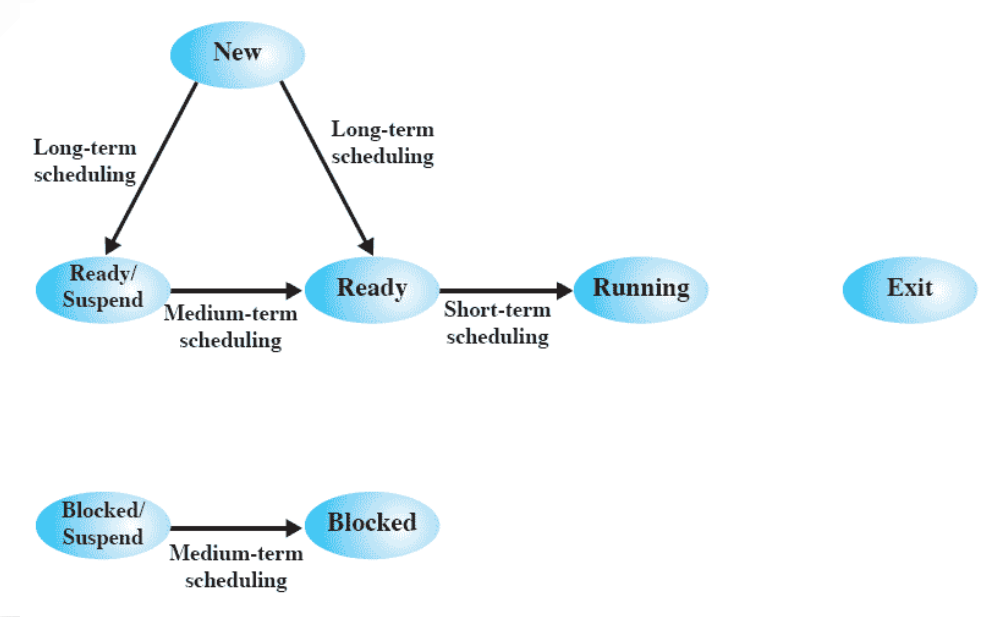 New
Long-term
scheduling
Long-term
scheduling
Ready/
Suspend
Medium-term
scheduling
Ready
Short-term
scheduling
Running
Exit
Blocked/
Suspend
Medium-term
scheduling
Blocked